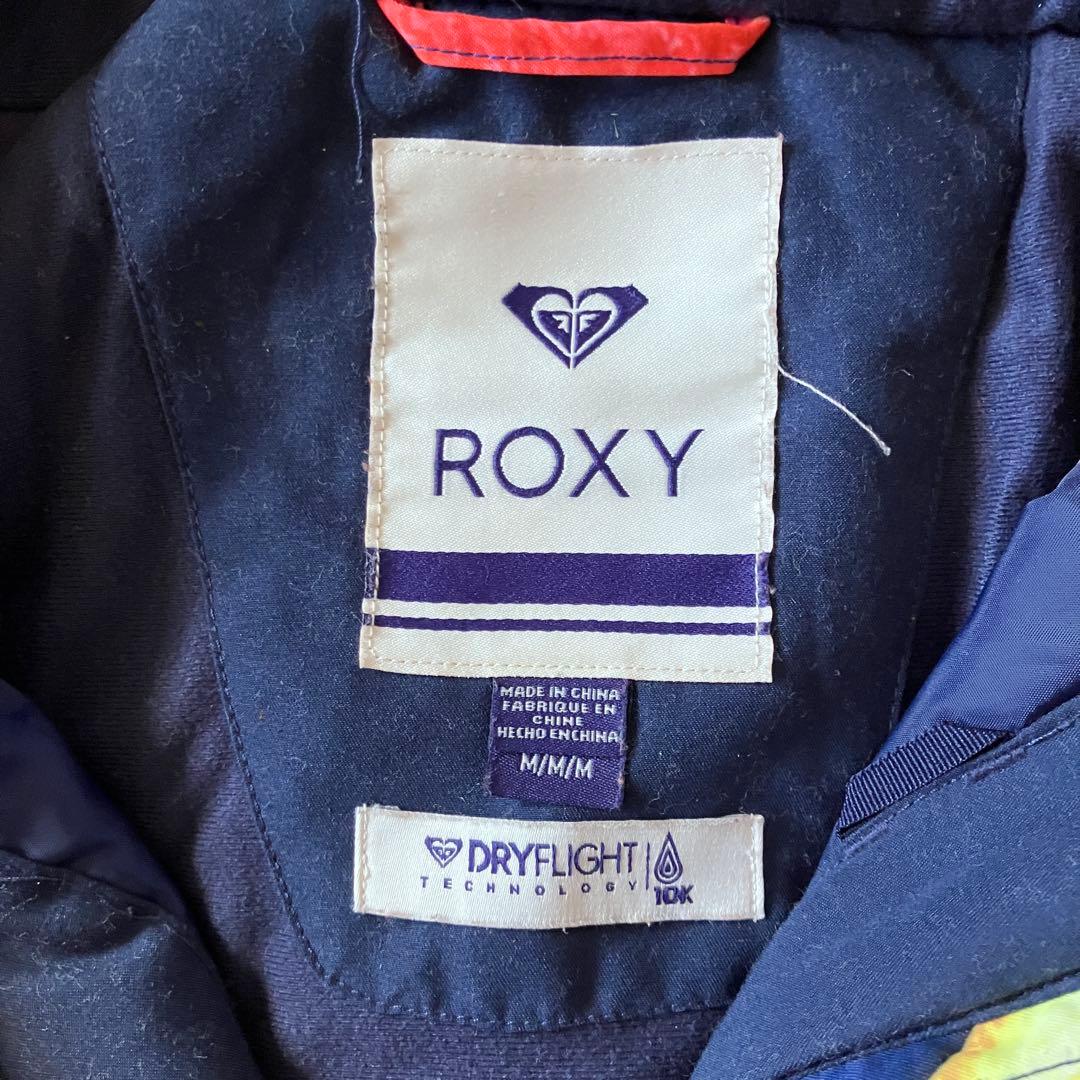 ROXY
MADE IN CHINA
FABRIQUE EN
CHINE
HECHO EN CHINA
M/M/M
DRYFLIGHT
TECHNOLOGY
10K